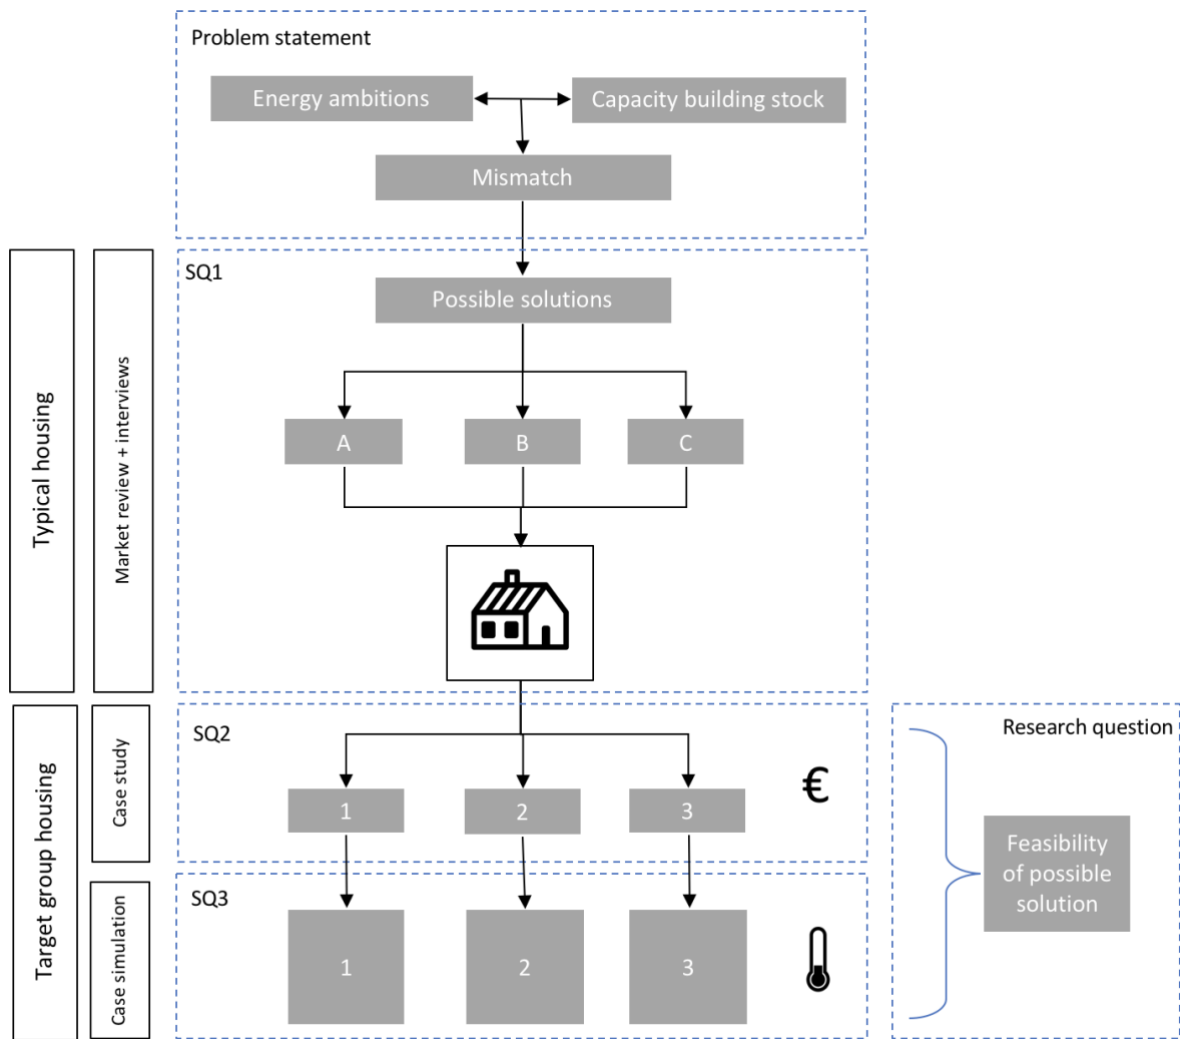 Problem statement
Energy ambitions
Capacity building stock
Mismatch
Typical housing
Market review + interviews
SQ1
Possible solutions
A
B
C
Target group housing
Case study
SQ2
1
2
3
€
Case simulation
SQ3
1
2
3
Research question
Feasibility
of possible
solution